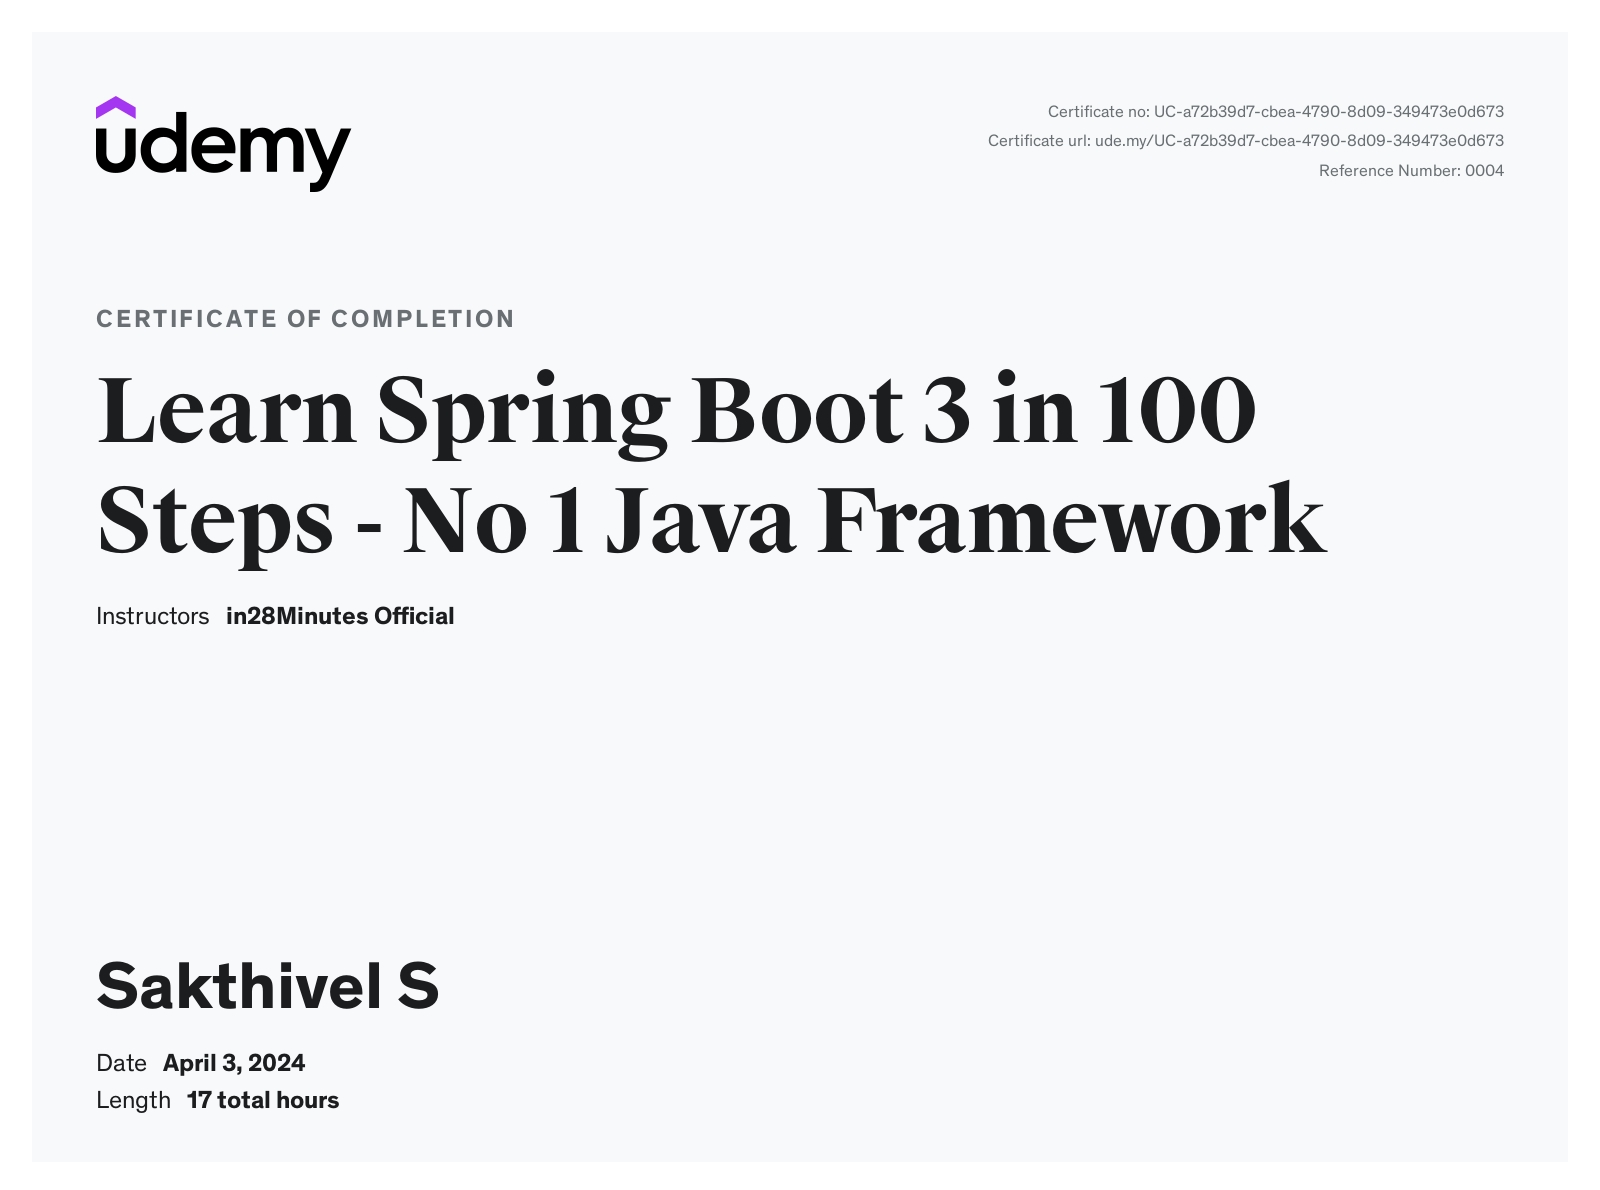 udemy
Certificate no: UC-a72b39d7-cbea-4790-8d09-349473e0d673
Certificate url: ude.my/UC-a72b39d7-cbea-4790-8d09-349473e0d673
Reference Number: 0004
CERTIFICATE OF COMPLETION
Learn Spring Boot 3 in 100
Steps - No 1 Java Framework
Instructors in28Minutes Official
Sakthivel S
Date April 3, 2024
Length 17 total hours